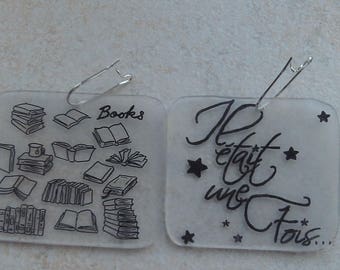 Books
Il
était
une
Fois...